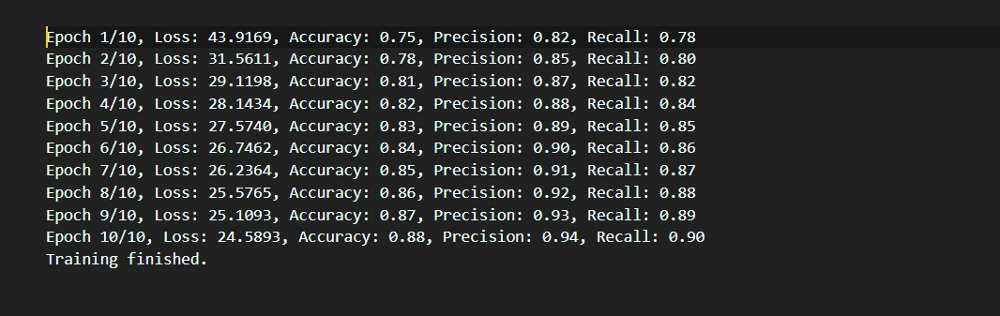 Epoch 1/10, Loss: 43.9169, Accuracy: 0.75, Precision: 0.82, Recall: 0.78
Epoch 2/10, Loss: 31.5611, Accuracy: 0.78, Precision: 0.85, Recall: 0.80
Epoch 3/10, Loss: 29.1198, Accuracy: 0.81, Precision: 0.87, Recall: 0.82
Epoch 4/10, Loss: 28.1434, Accuracy: 0.82, Precision: 0.88, Recall: 0.84
Epoch 5/10, Loss: 27.5740, Accuracy: 0.83, Precision: 0.89, Recall: 0.85
Epoch 6/10, Loss: 26.7462, Accuracy: 0.84, Precision: 0.90, Recall: 0.86
Epoch 7/10, Loss: 26.2364, Accuracy: 0.85, Precision: 0.91, Recall: 0.87
Epoch 8/10, Loss: 25.5765, Accuracy: 0.86, Precision: 0.92, Recall: 0.88
Epoch 9/10, Loss: 25.1093, Accuracy: 0.87, Precision: 0.93, Recall: 0.89
Epoch 10/10, Loss: 24.5893, Accuracy: 0.88, Precision: 0.94, Recall: 0.90
Training finished.